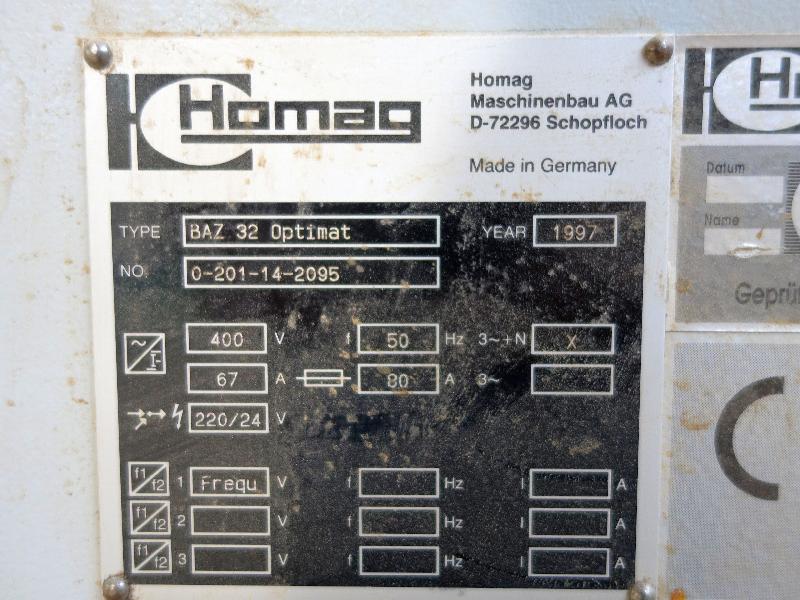 Homag
Homag
Maschinenbau AG
D-72296 Schopfloch
Made in Germany
TYPE BAZ 32 Optimat YEAR 1997
NO. 0-201-14-2095
400 V f 50 Hz 3~+N X
67 A 80 A 3~
220/24 V
f1/f2 1 Frequ V f Hz I A
f1/f2 2 V f Hz I A
f1/f2 3 V f Hz I A
Datum
Name